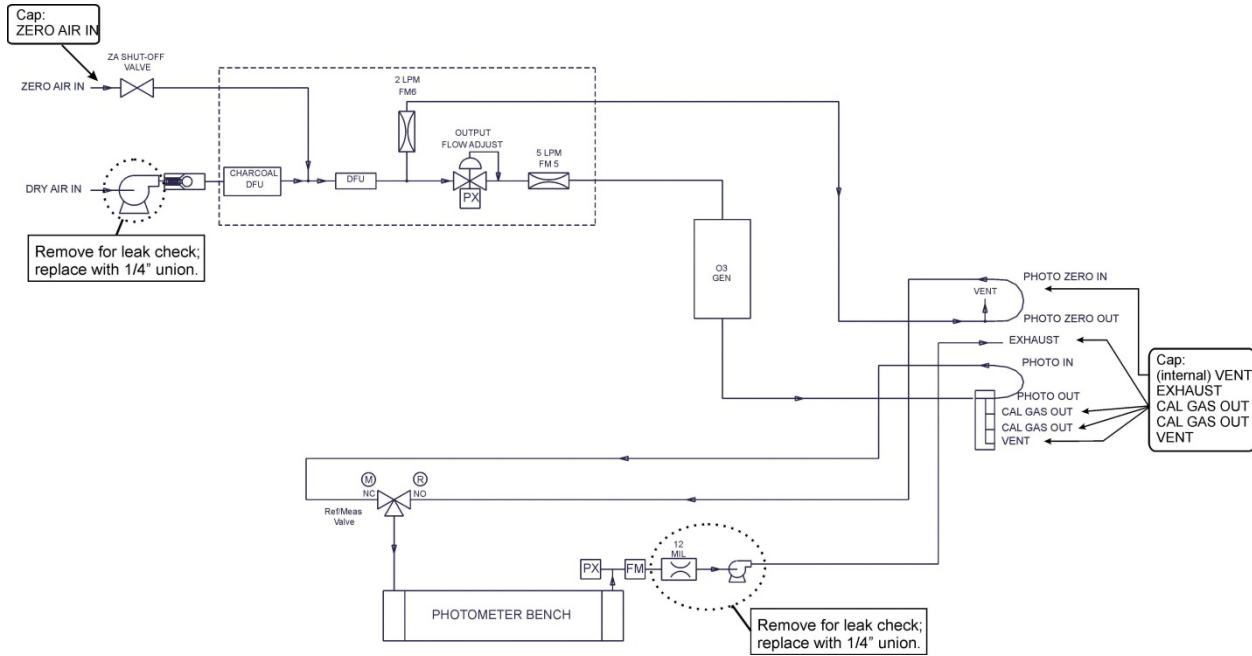 Cap:
ZERO AIR IN
ZA SHUT-OFF
VALVE
ZERO AIR IN
2 LPM
FM6
OUTPUT
FLOW ADJUST
5 LPM
FM 5
CHARCOAL
DFU
DFU
PX
DRY AIR IN
Remove for leak check;
replace with 1/4" union.
O3
GEN
PHOTO ZERO IN
VENT
PHOTO ZERO OUT
EXHAUST
PHOTO IN
PHOTO OUT
CAL GAS OUT
CAL GAS OUT
VENT
Cap:
(internal) VENT
EXHAUST
CAL GAS OUT
CAL GAS OUT
VENT
M
R
NC
NO
Ref/Meas
Valve
12
MIL
PX
FM
PHOTOMETER BENCH
Remove for leak check;
replace with 1/4" union.